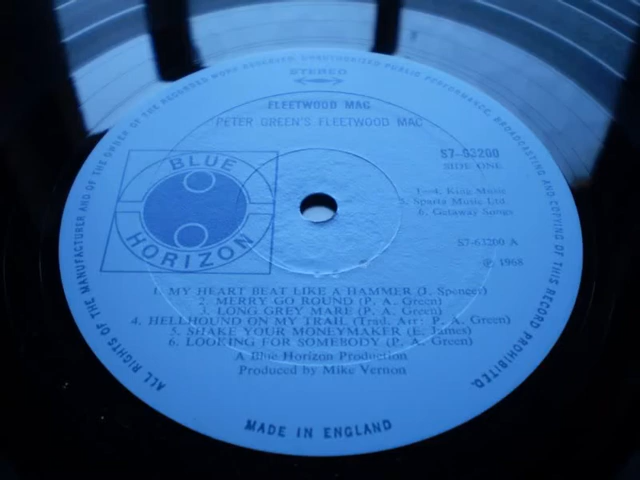 ALL RIGHTS OF THE MANUFACTURER AND OF THE OWNER OF THE RECORDED WORK RESERVED. UNAUTHORISED PUBLIC PERFORMANCE, BROADCASTING AND COPYING OF THIS RECORD PROHIBITED.
STEREO
FLEETWOOD MAC
PETER GREEN'S FLEETWOOD MAC
S7-63200
SIDE ONE
BLUE
HORIZON
1—4. King Music
5. Sparta Music Ltd.
6. Getaway Songs
S7-63200 A
℗ 1968
1. MY HEART BEAT LIKE A HAMMER (J. Spencer)
2. MERRY GO ROUND (P. A. Green)
3. LONG GREY MARE (P. A. Green)
4. HELLHOUND ON MY TRAIL (Trad. Arr: P. A. Green)
5. SHAKE YOUR MONEYMAKER (E. James)
6. LOOKING FOR SOMEBODY (P. A. Green)
A Blue Horizon Production
Produced by Mike Vernon
MADE IN ENGLAND